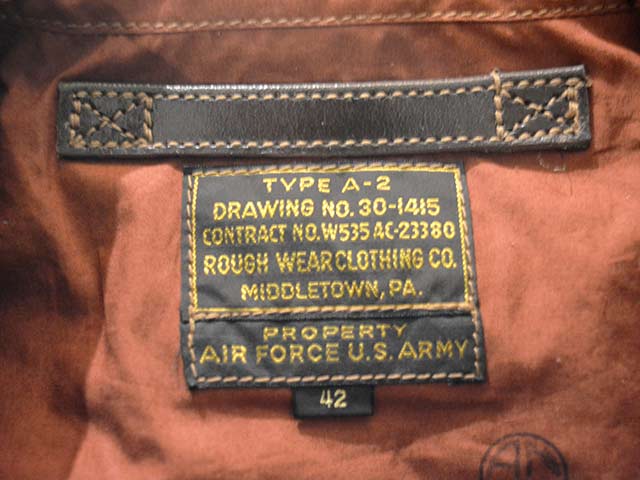 TYPE A-2
DRAWING NO. 30-1415
CONTRACT NO. W535 AC-23380
ROUGH WEAR CLOTHING CO.
MIDDLETOWN, PA.
PROPERTY
AIR FORCE U.S. ARMY
42